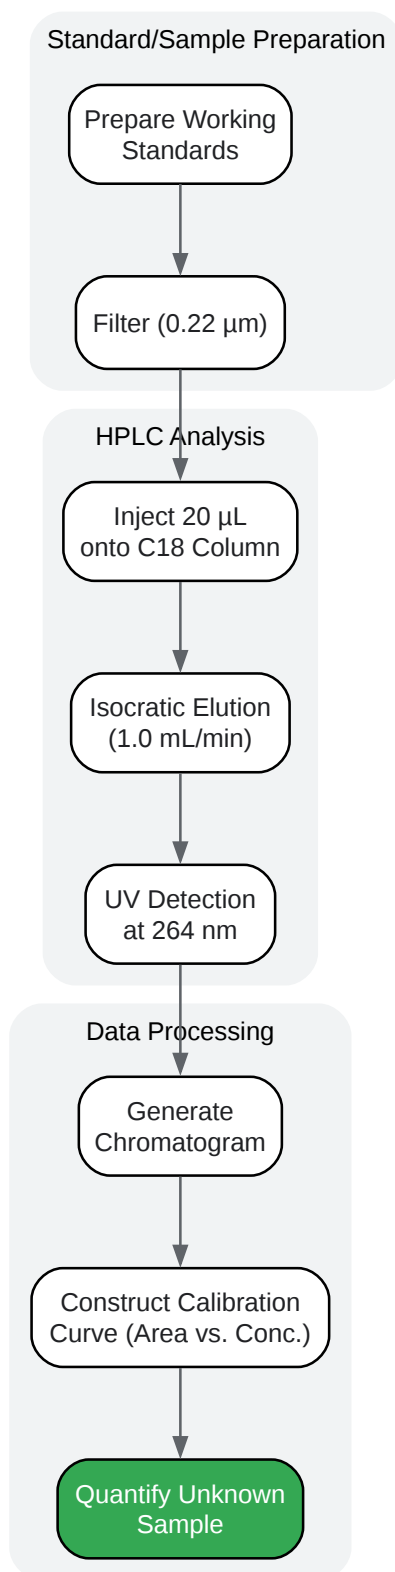 Standard/Sample Preparation
Prepare Working
Standards
Filter (0.22 µm)
HPLC Analysis
Inject 20 µL
onto C18 Column
Isocratic Elution
(1.0 mL/min)
UV Detection
at 264 nm
Data Processing
Generate
Chromatogram
Construct Calibration
Curve (Area vs. Conc.)
Quantify Unknown
Sample